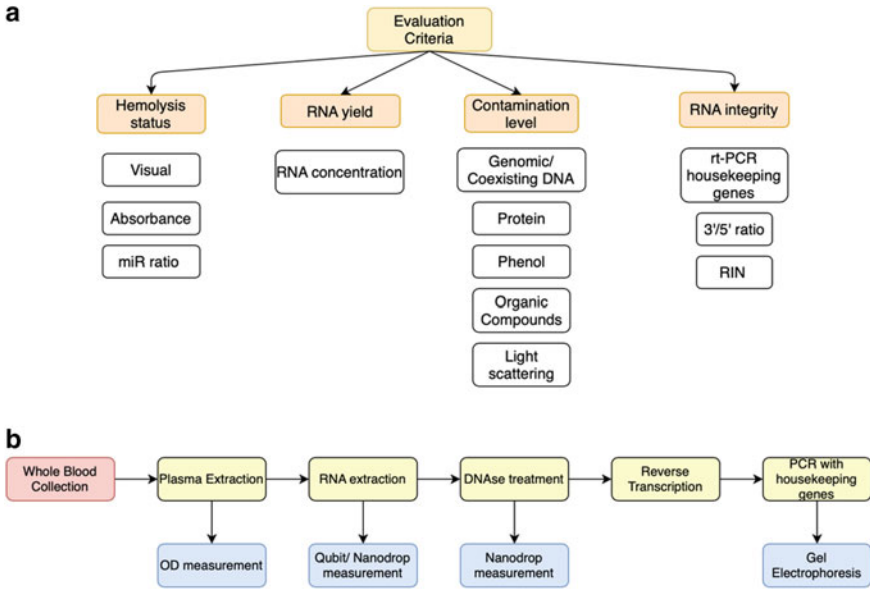 a
Evaluation
Criteria
Hemolysis
status
RNA yield
Contamination
level
RNA integrity
Visual
Absorbance
miR ratio
RNA concentration
Genomic/
Coexisting DNA
Protein
Phenol
Organic
Compounds
Light
scattering
rt-PCR
housekeeping
genes
3'/5' ratio
RIN
b
Whole Blood
Collection
Plasma Extraction
RNA extraction
DNAse treatment
Reverse
Transcription
PCR with
housekeeping
genes
OD measurement
Qubit/ Nanodrop
measurement
Nanodrop
measurement
Gel
Electrophoresis